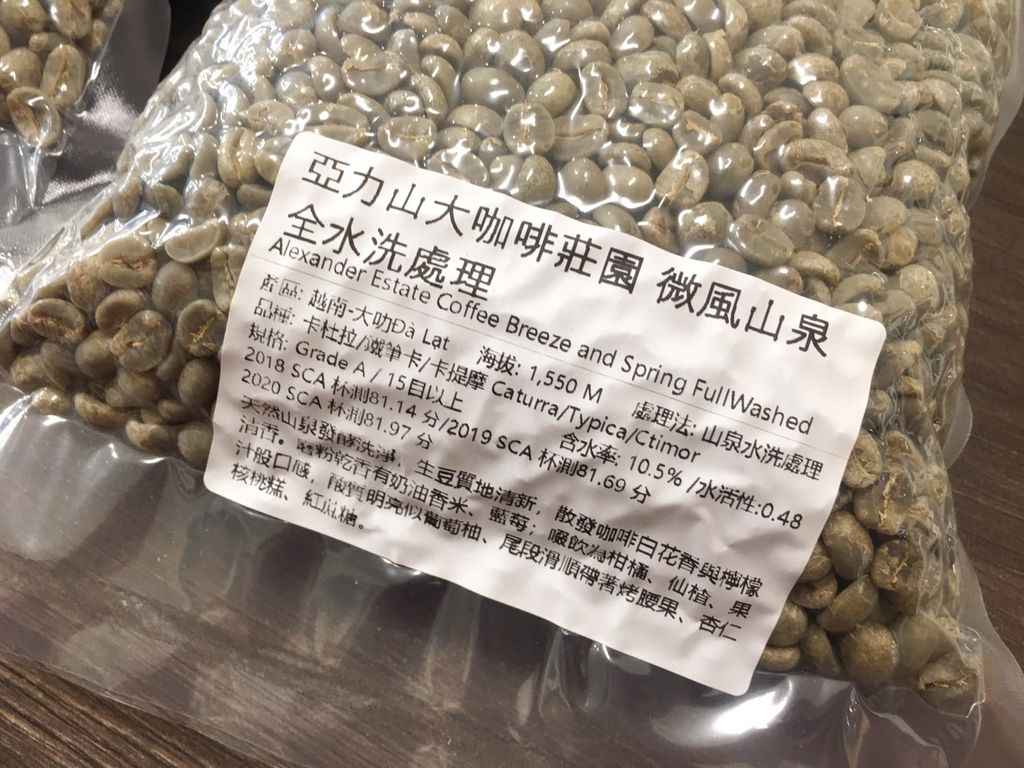 亞力山大咖啡莊園 微風山泉
全水洗處理
Alexander Estate Coffee Breeze and Spring FullWashed
產區: 越南-大叻Đà Lat 海拔: 1,550 M 處理法: 山泉水洗處理
品種: 卡杜拉/鐵筆卡/卡提摩 Caturra/Typica/Ctimor
規格: Grade A / 15目以上 含水率: 10.5% /水活性:0.48
2018 SCA 杯測81.14 分/2019 SCA 杯測81.69 分
2020 SCA 杯測81.97 分
天然山泉發酵洗淨，生豆質地清新，散發咖啡白花香與檸檬
清香。磨粉乾香有奶油香米、藍莓，啜飲為柑橘、仙楂、果
汁般口感，酸質明亮似葡萄柚、尾段滑順帶著烤腰果、杏仁
核桃糕、紅蔗糖。